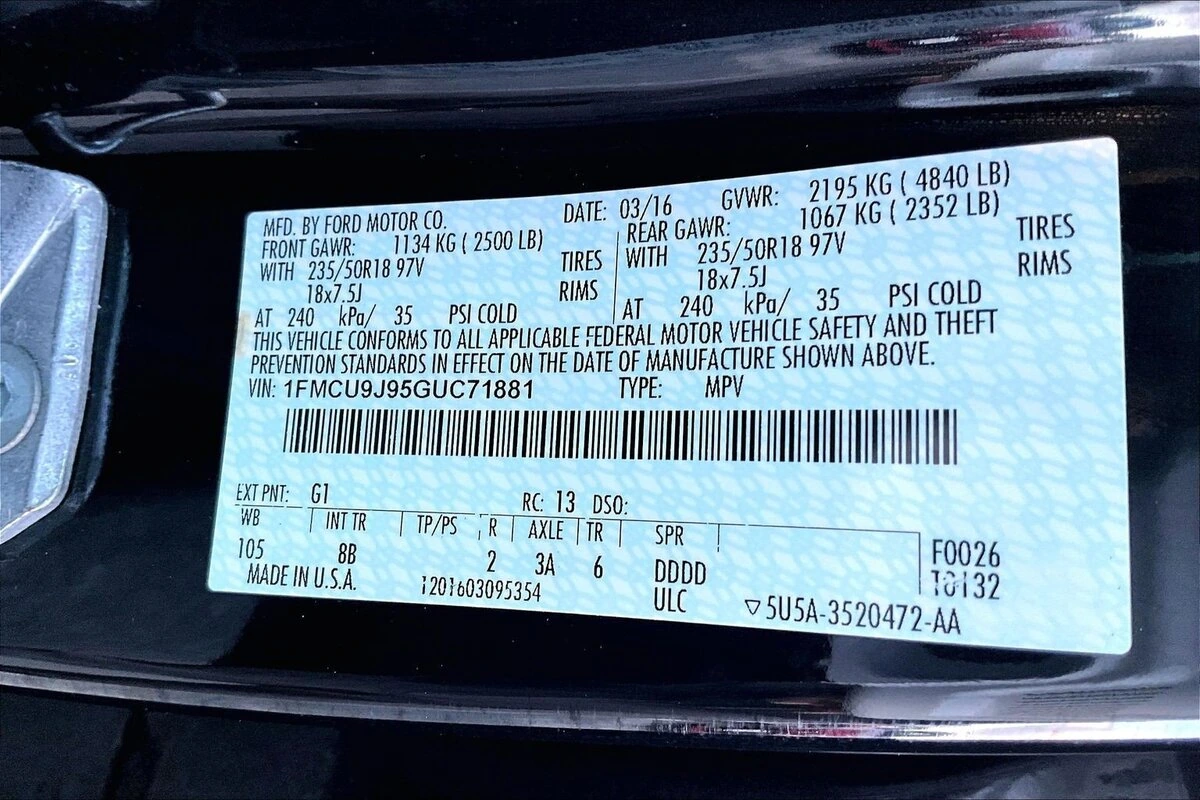 MFD. BY FORD MOTOR CO. DATE: 03/16 GVWR: 2195 KG ( 4840 LB)
FRONT GAWR: 1134 KG ( 2500 LB) REAR GAWR: 1067 KG ( 2352 LB)
WITH 235/50R18 97V TIRES WITH 235/50R18 97V TIRES
18x7.5J RIMS 18x7.5J RIMS
AT 240 kPa/ 35 PSI COLD AT 240 kPa/ 35 PSI COLD
THIS VEHICLE CONFORMS TO ALL APPLICABLE FEDERAL MOTOR VEHICLE SAFETY AND THEFT
PREVENTION STANDARDS IN EFFECT ON THE DATE OF MANUFACTURE SHOWN ABOVE.
VIN: 1FMCU9J95GUC71881 TYPE: MPV
EXT PNT: G1 RC: 13 DSO:
WB INT TR TP/PS R AXLE TR SPR
105 8B 2 3A 6 DDDD F0026
MADE IN U.S.A. 1201603095354 ULC T0132
▽5U5A-3520472-AA